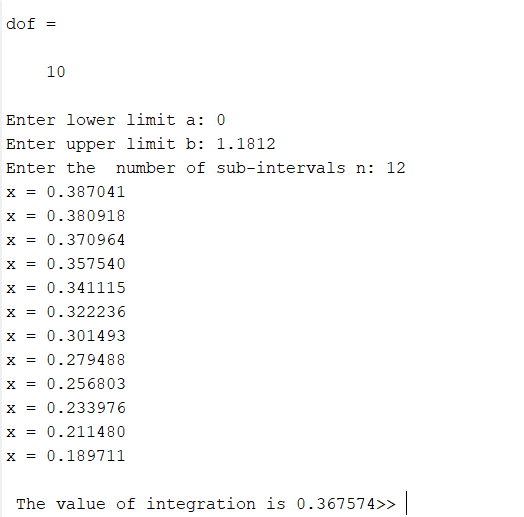 dof =
10
Enter lower limit a: 0
Enter upper limit b: 1.1812
Enter the  number of sub-intervals n: 12
x = 0.387041
x = 0.380918
x = 0.370964
x = 0.357540
x = 0.341115
x = 0.322236
x = 0.301493
x = 0.279488
x = 0.256803
x = 0.233976
x = 0.211480
x = 0.189711
The value of integration is 0.367574>>